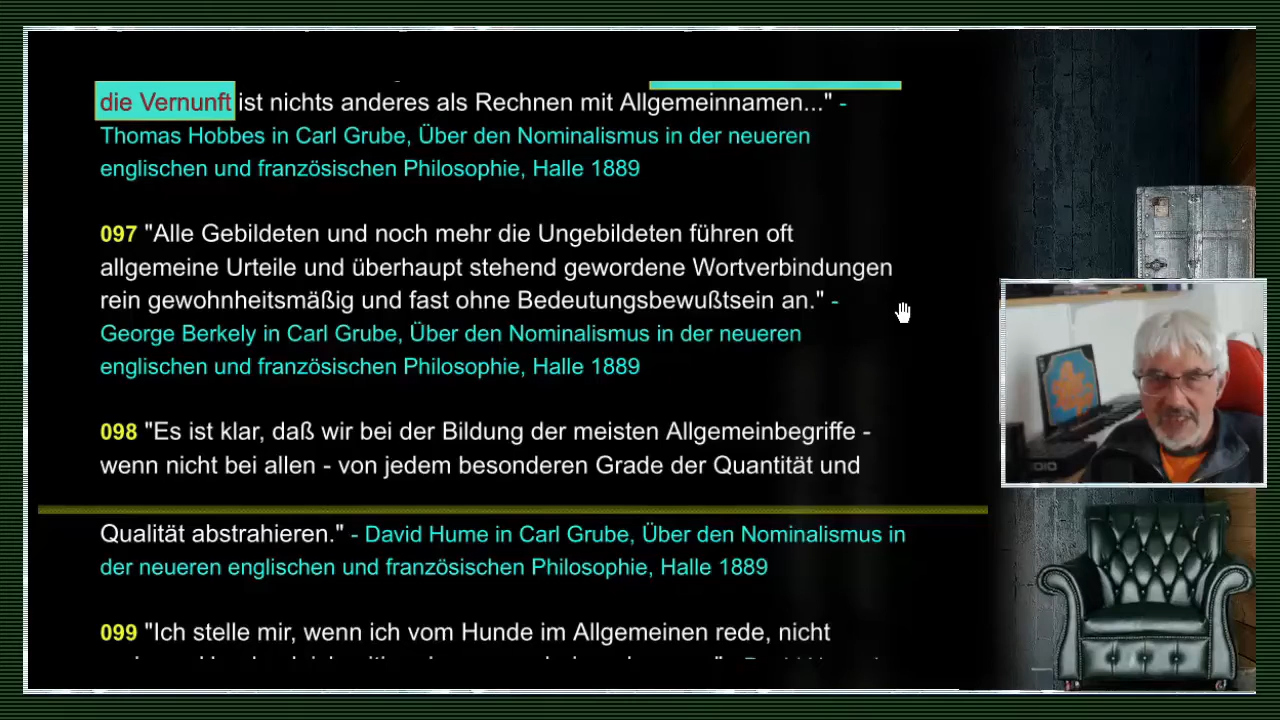 die Vernunft ist nichts anderes als Rechnen mit Allgemeinnamen..." -
Thomas Hobbes in Carl Grube, Über den Nominalismus in der neueren
englischen und französischen Philosophie, Halle 1889
097 "Alle Gebildeten und noch mehr die Ungebildeten führen oft
allgemeine Urteile und überhaupt stehend gewordene Wortverbindungen
rein gewohnheitsmäßig und fast ohne Bedeutungsbewußtsein an." -
George Berkely in Carl Grube, Über den Nominalismus in der neueren
englischen und französischen Philosophie, Halle 1889
098 "Es ist klar, daß wir bei der Bildung der meisten Allgemeinbegriffe -
wenn nicht bei allen - von jedem besonderen Grade der Quantität und
Qualität abstrahieren." - David Hume in Carl Grube, Über den Nominalismus in
der neueren englischen und französischen Philosophie, Halle 1889
099 "Ich stelle mir, wenn ich vom Hunde im Allgemeinen rede, nicht